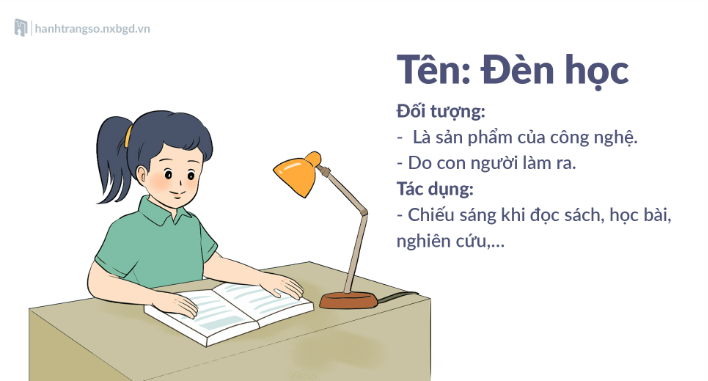 hanhtrangso.nxbgd.vn
Tên: Đèn học
Đối tượng:
-  Là sản phẩm của công nghệ.
- Do con người làm ra.
Tác dụng:
- Chiếu sáng khi đọc sách, học bài,
nghiên cứu,...